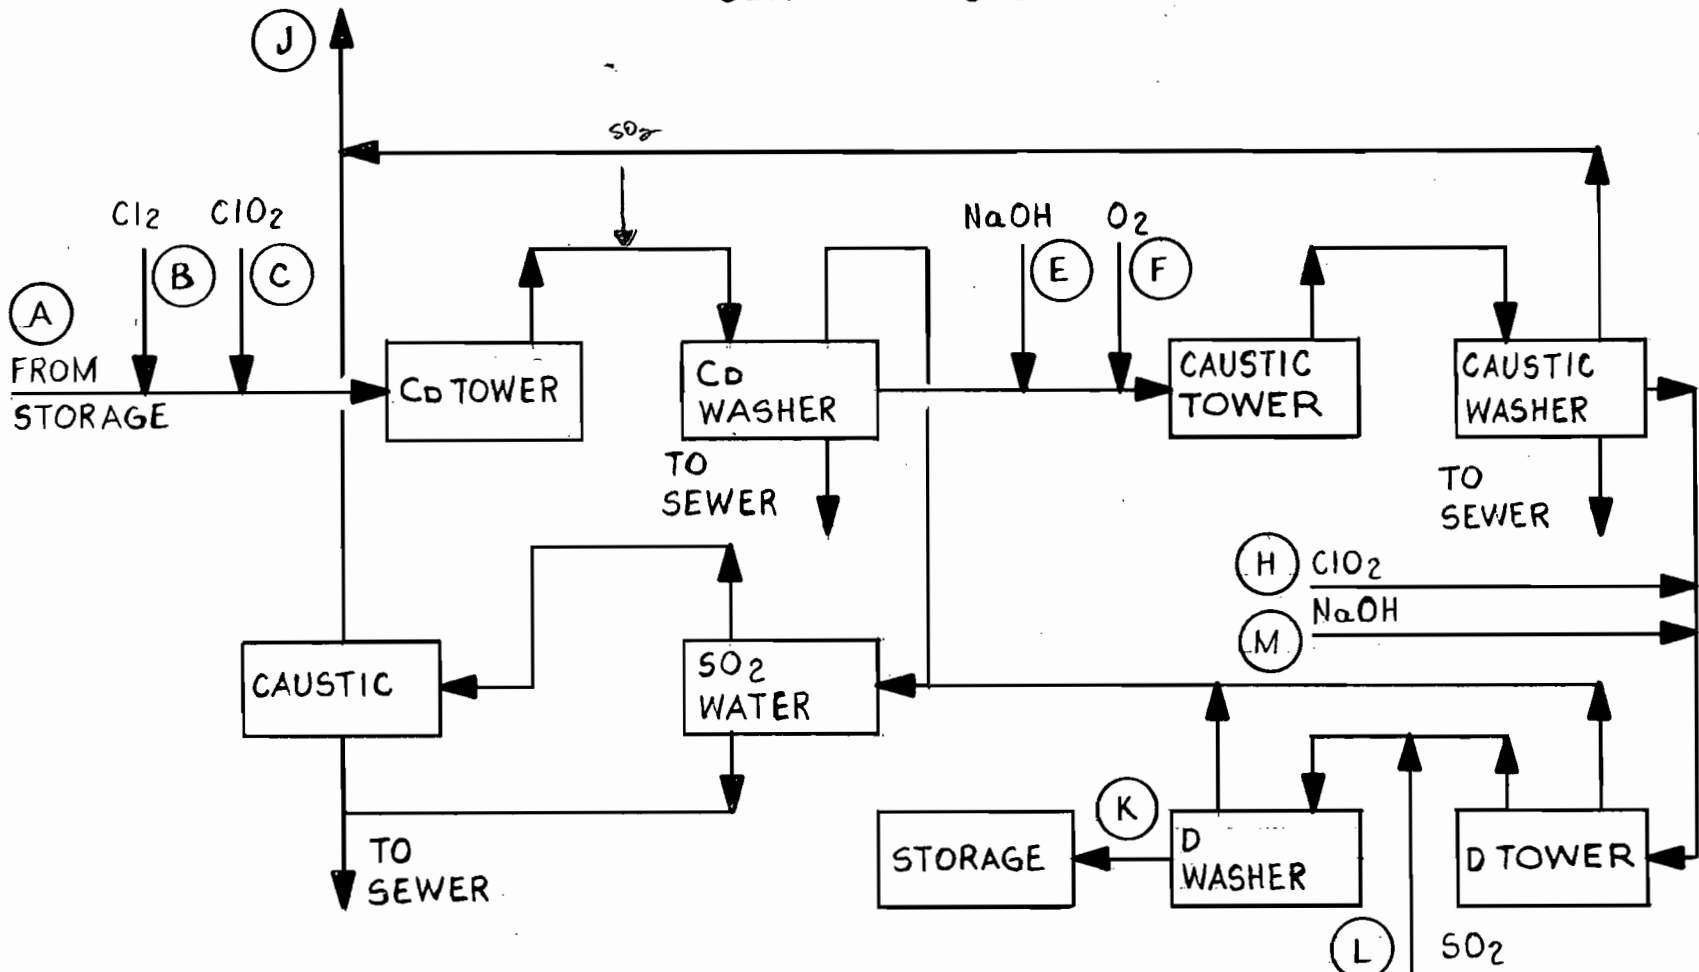 J
SO2
Cl2
ClO2
NaOH
O2
B
C
E
F
A
FROM
STORAGE
CD TOWER
CD
WASHER
CAUSTIC
TOWER
CAUSTIC
WASHER
TO
SEWER
TO
SEWER
H
ClO2
NaOH
M
CAUSTIC
SO2
WATER
K
STORAGE
D
WASHER
D TOWER
TO
SEWER
L
SO2